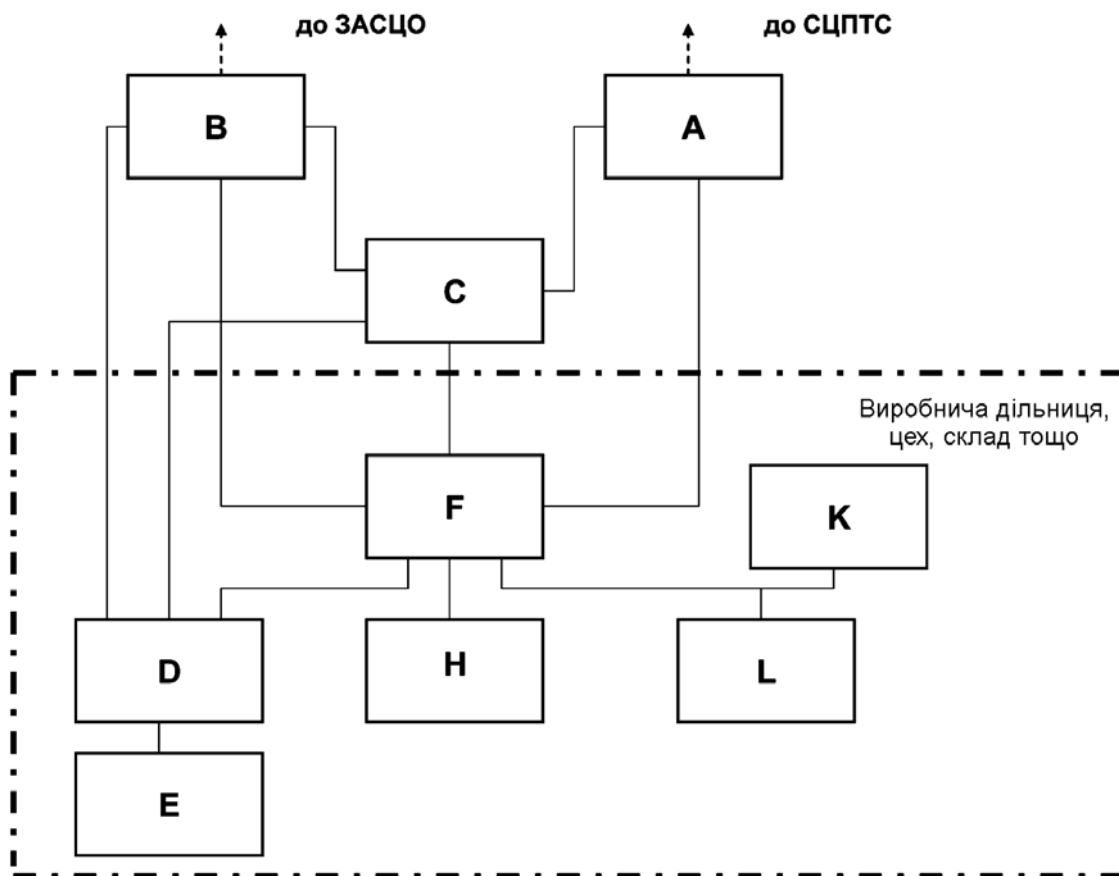 до ЗАСЦО
до СЦПТС
B
A
C
Виробнича дільниця,
цех, склад тощо
F
K
D
H
L
E